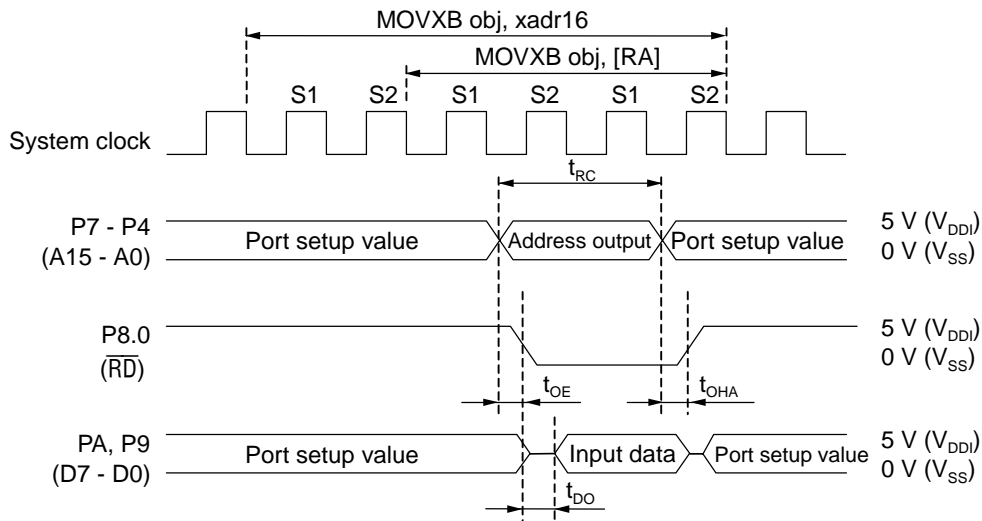 MOVXB obj, xadr16
MOVXB obj, [RA]
S1 S2 S1 S2 S1 S2
System clock
tRC
P7 - P4
(A15 - A0)
Port setup value
Address output
Port setup value
5 V (VDDI)
0 V (VSS)
P8.0
(RD)
5 V (VDDI)
0 V (VSS)
tOE
tOHA
PA, P9
(D7 - D0)
Port setup value
Input data
Port setup value
5 V (VDDI)
0 V (VSS)
tDO